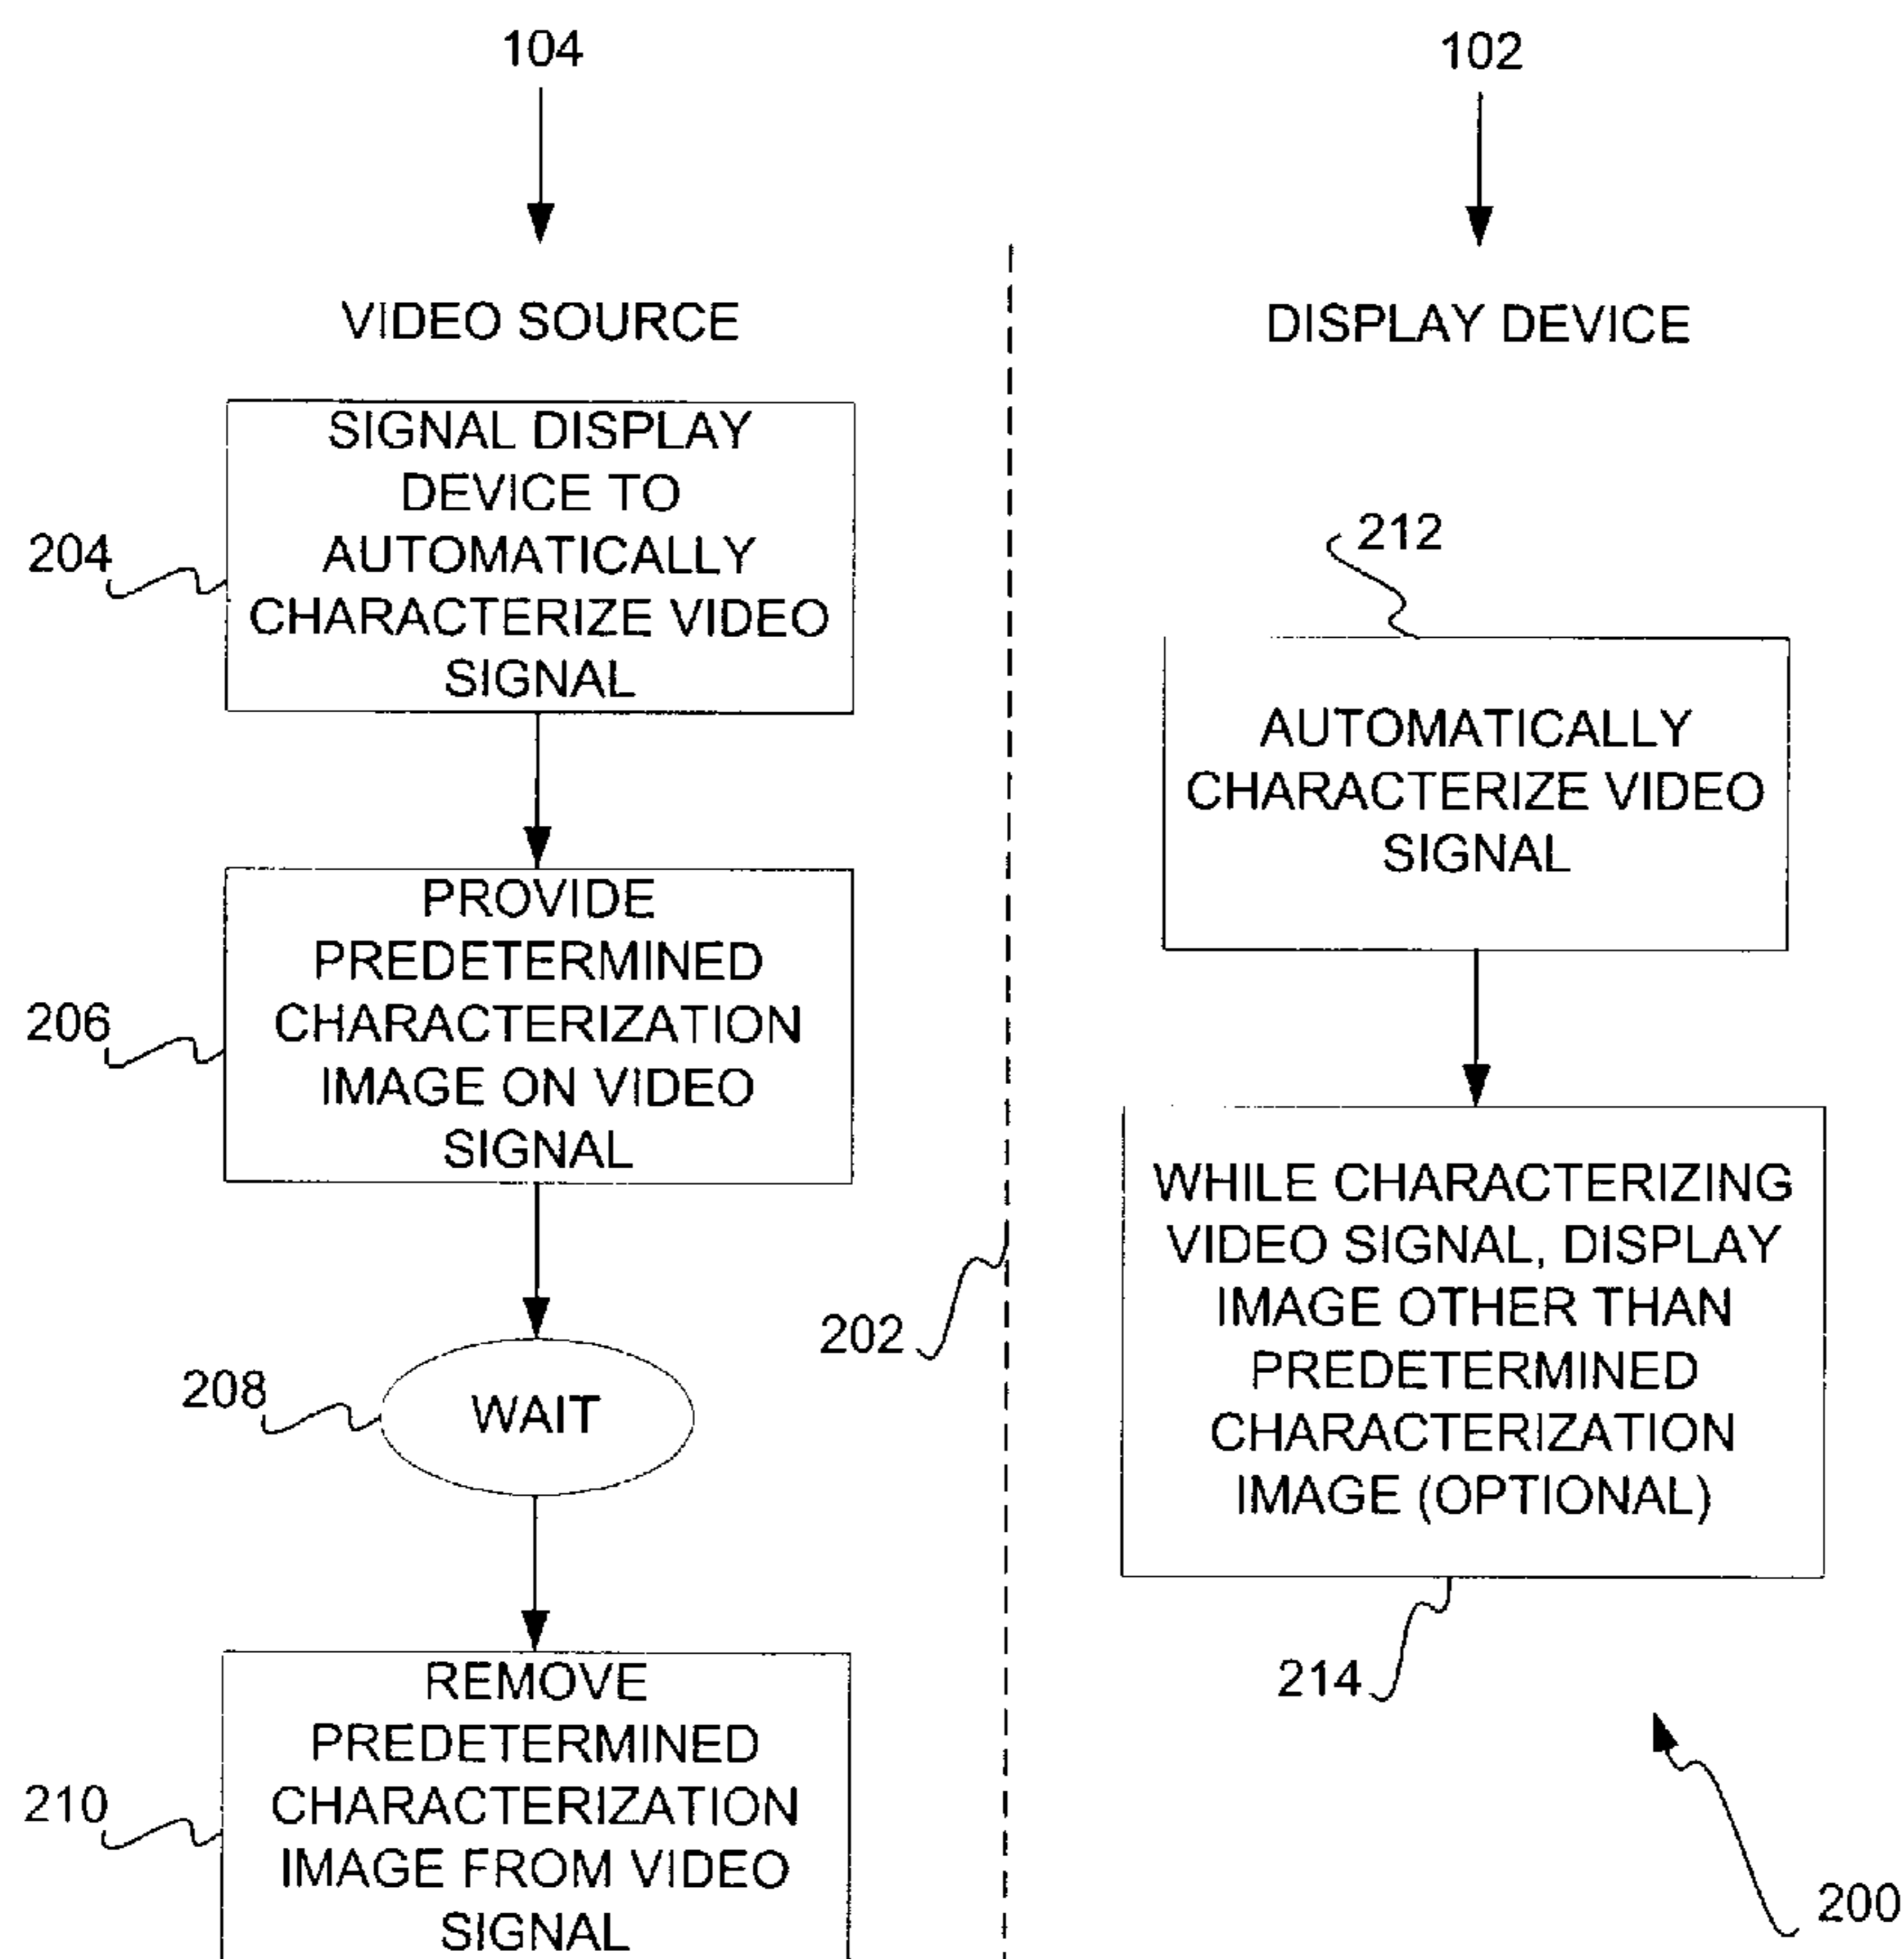 104
VIDEO SOURCE
SIGNAL DISPLAY
DEVICE TO
AUTOMATICALLY
CHARACTERIZE VIDEO
SIGNAL
204
PROVIDE
PREDETERMINED
CHARACTERIZATION
IMAGE ON VIDEO
SIGNAL
206
WAIT
208
REMOVE
PREDETERMINED
CHARACTERIZATION
IMAGE FROM VIDEO
SIGNAL
210
202
102
DISPLAY DEVICE
212
AUTOMATICALLY
CHARACTERIZE VIDEO
SIGNAL
WHILE CHARACTERIZING
VIDEO SIGNAL, DISPLAY
IMAGE OTHER THAN
PREDETERMINED
CHARACTERIZATION
IMAGE (OPTIONAL)
214
200